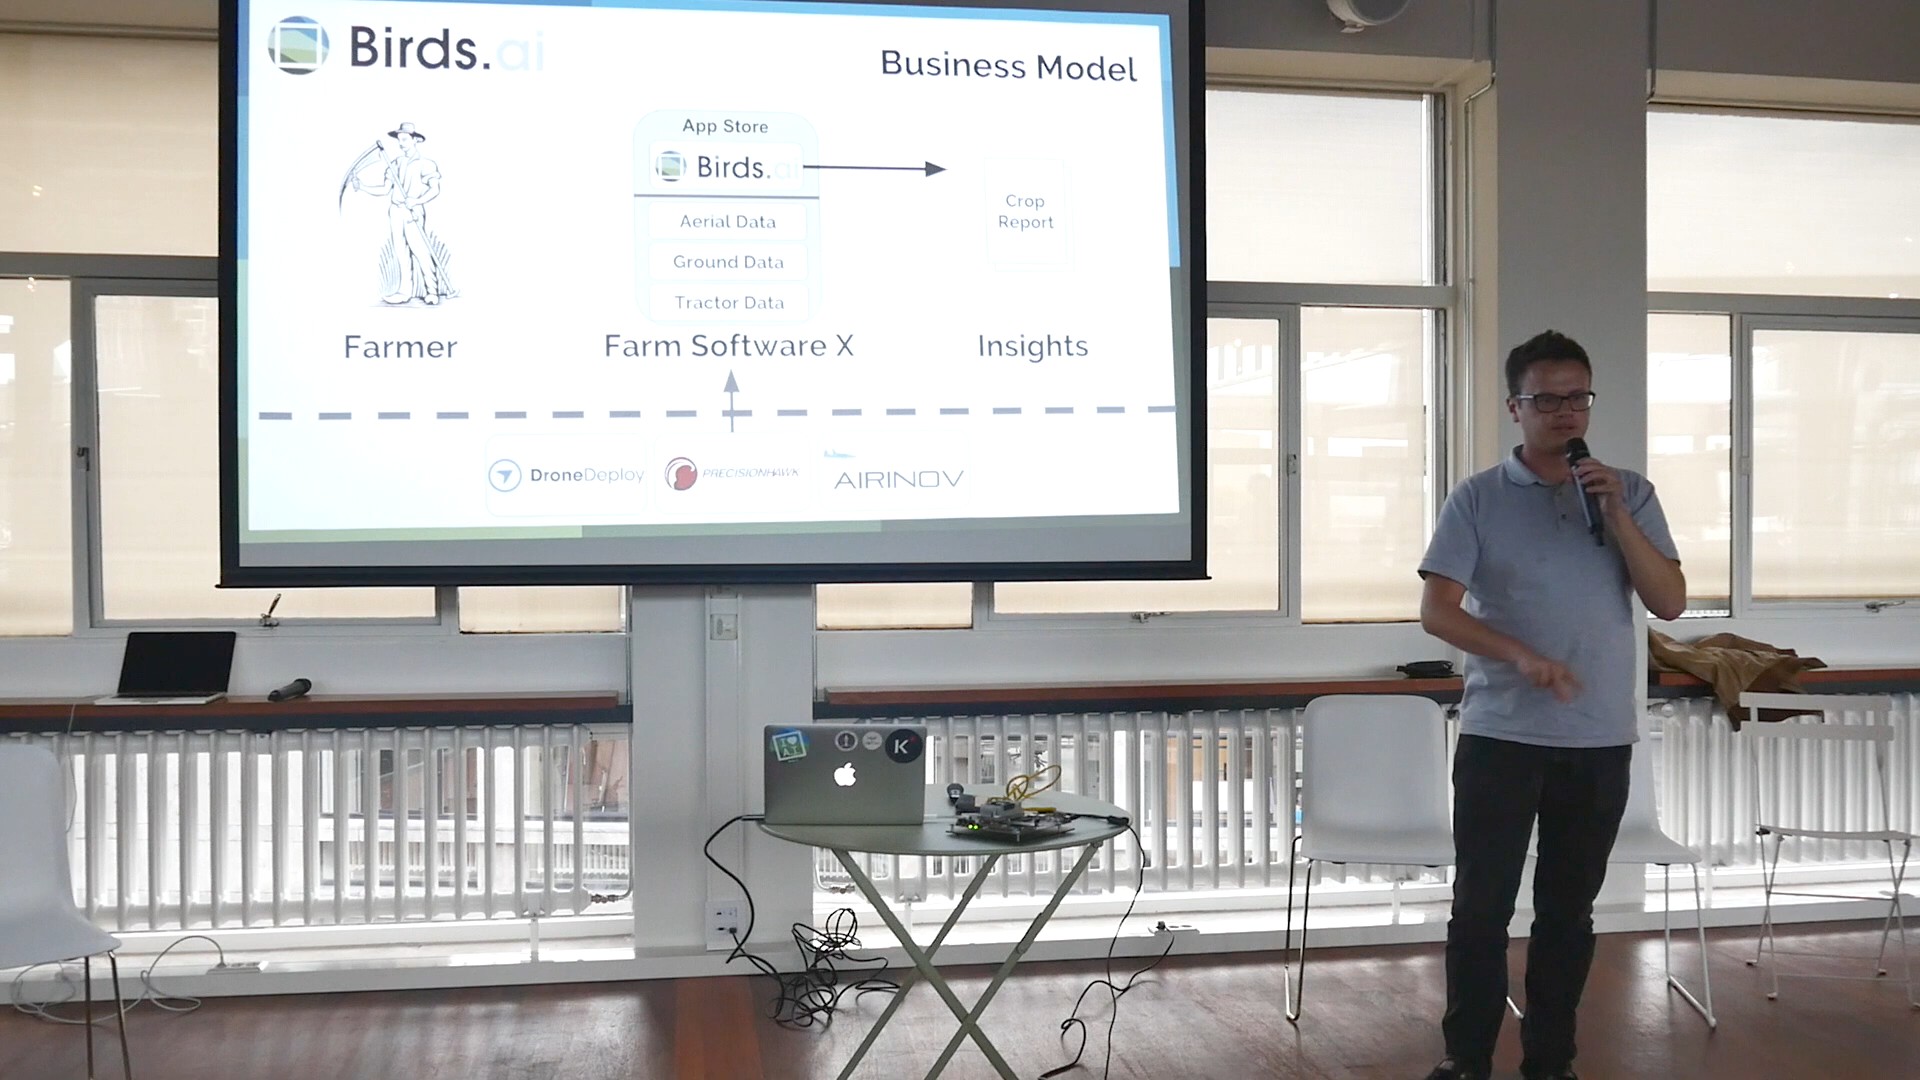 Birds.ai
Business Model
App Store
Birds.ai
Aerial Data
Ground Data
Tractor Data
Crop
Report
Farmer
Farm Software X
Insights
DroneDeploy
PRECISIONHAWK
AIRINOV
I
A.I.
K